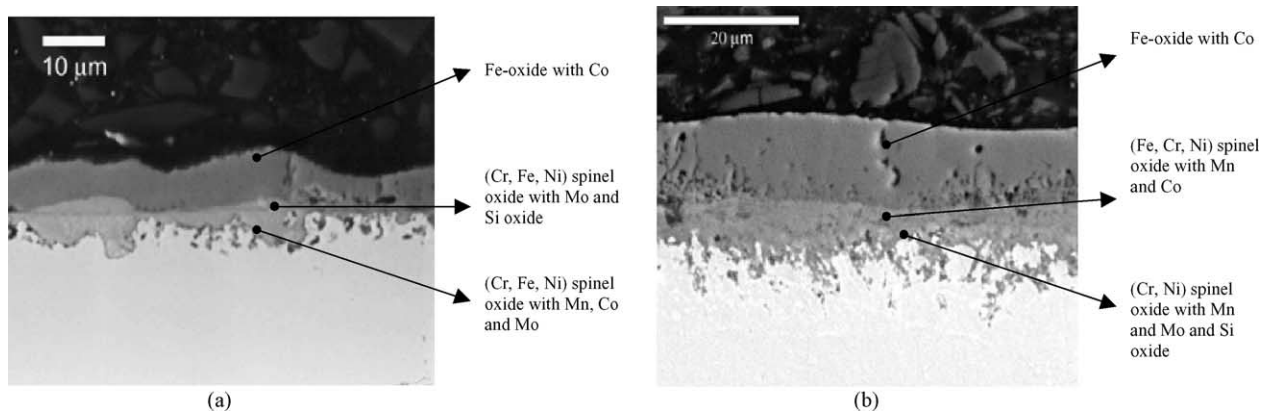 10 µm
Fe-oxide with Co
(Cr, Fe, Ni) spinel
oxide with Mo and
Si oxide
(Cr, Fe, Ni) spinel
oxide with Mn, Co
and Mo
(a)
20 µm
Fe-oxide with Co
(Fe, Cr, Ni) spinel
oxide with Mn
and Co
(Cr, Ni) spinel
oxide with Mn
and Mo and Si
oxide
(b)